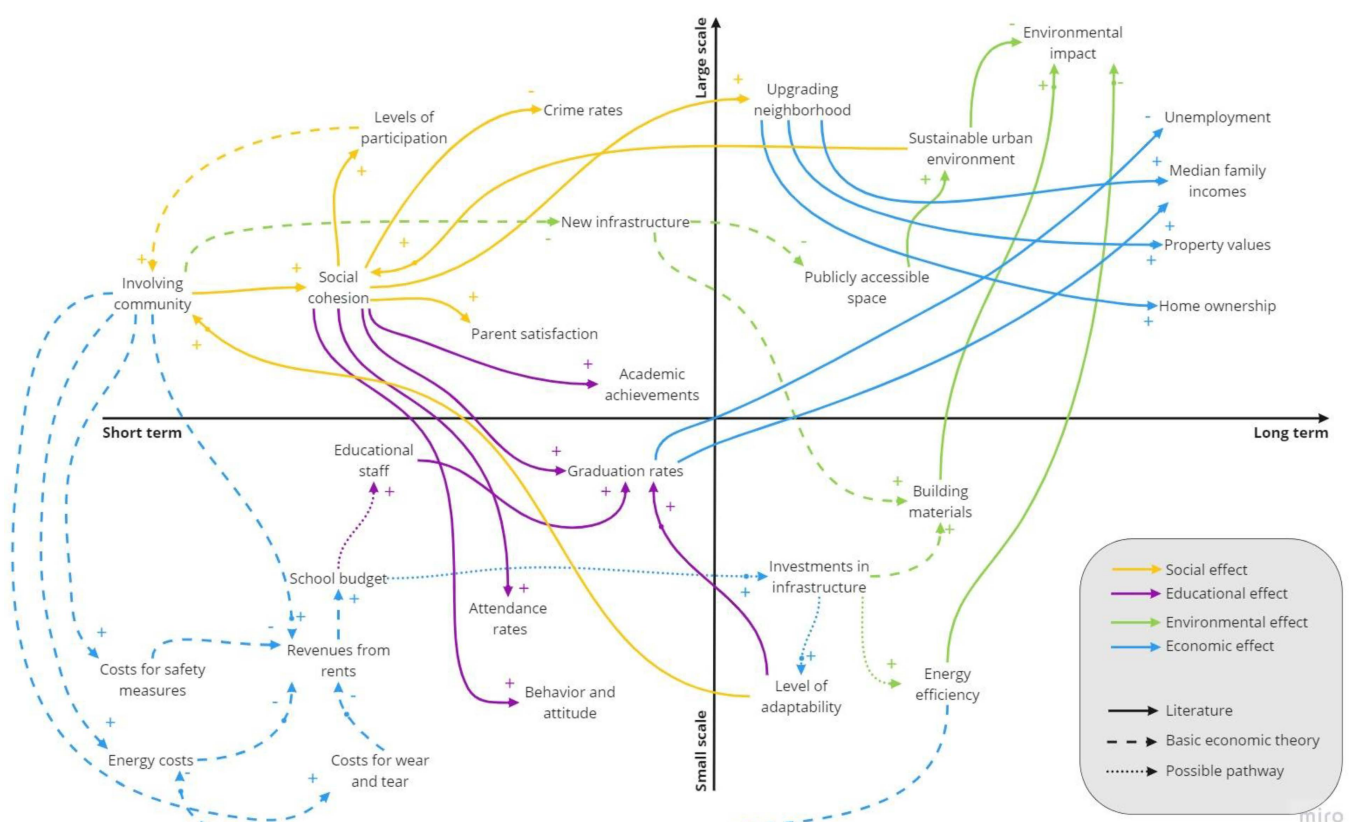 Large scale
Environmental
impact
Upgrading
neighborhood
Crime rates
Levels of
participation
Unemployment
Sustainable urban
environment
Median family
incomes
New infrastructure
Property values
Publicly accessible
space
Involving
community
Social
cohesion
Home ownership
Parent satisfaction
Academic
achievements
Short term
Long term
Educational
staff
Graduation rates
Building
materials
School budget
Investments in
infrastructure
Attendance
rates
Revenues from
rents
Costs for safety
measures
Behavior and
attitude
Level of
adaptability
Energy
efficiency
Energy costs
Costs for wear
and tear
Small scale
Social effect
Educational effect
Environmental effect
Economic effect
Literature
Basic economic theory
Possible pathway
miro